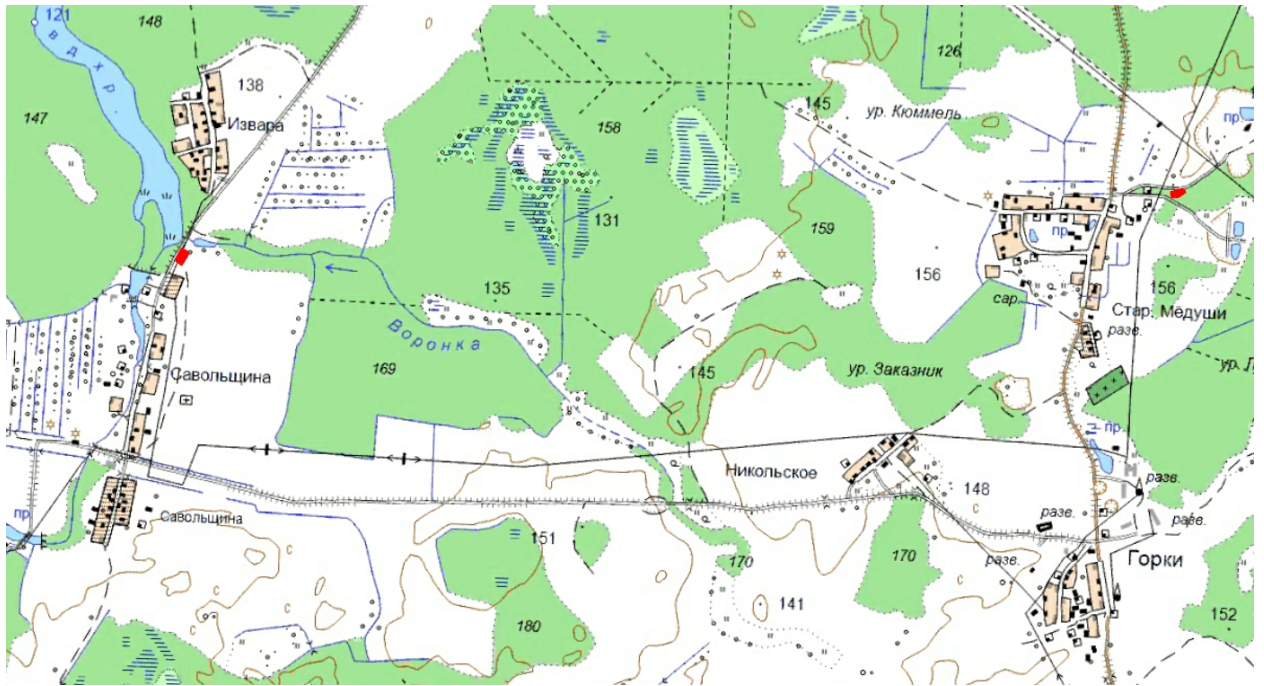 121
148
126
вдхр.
138
147
Извара
145
ур. Кюммель
158
пр.
131
159
пр.
156
135
сар.
156
Стар. Медуши
Воронка
разв.
169
145
ур. Заказник
Савольщина
пр.
Никольское
148
разв.
пр.
Савольщина
с
разв.
разв.
с
151
с
170
170
разв.
Горки
с
с
141
152
180